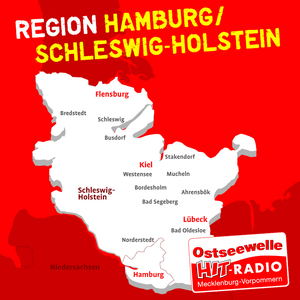 REGION HAMBURG/
SCHLESWIG-HOLSTEIN
Flensburg
Bredstedt
Schleswig
Busdorf
Stakendorf
Kiel
Westensee
Mucheln
Schleswig-
Holstein
Bordesholm
Ahrensbök
Bad Segeberg
Lübeck
Bad Oldesloe
Norderstedt
Niedersachsen
Hamburg
Ostseewelle
HIT-RADIO
Mecklenburg-Vorpommern